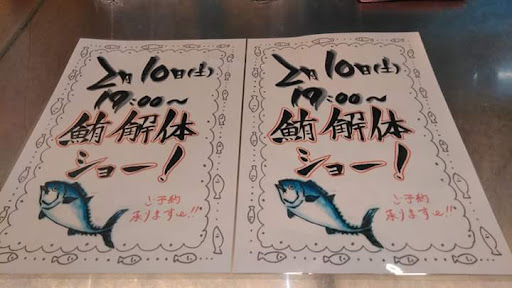 2月10日(土)
17:00〜
鮪解体
ショー!
ご予約
承りますe!!
2月10日(土)
17:00〜
鮪解体
ショー!
ご予約
承りますe!!